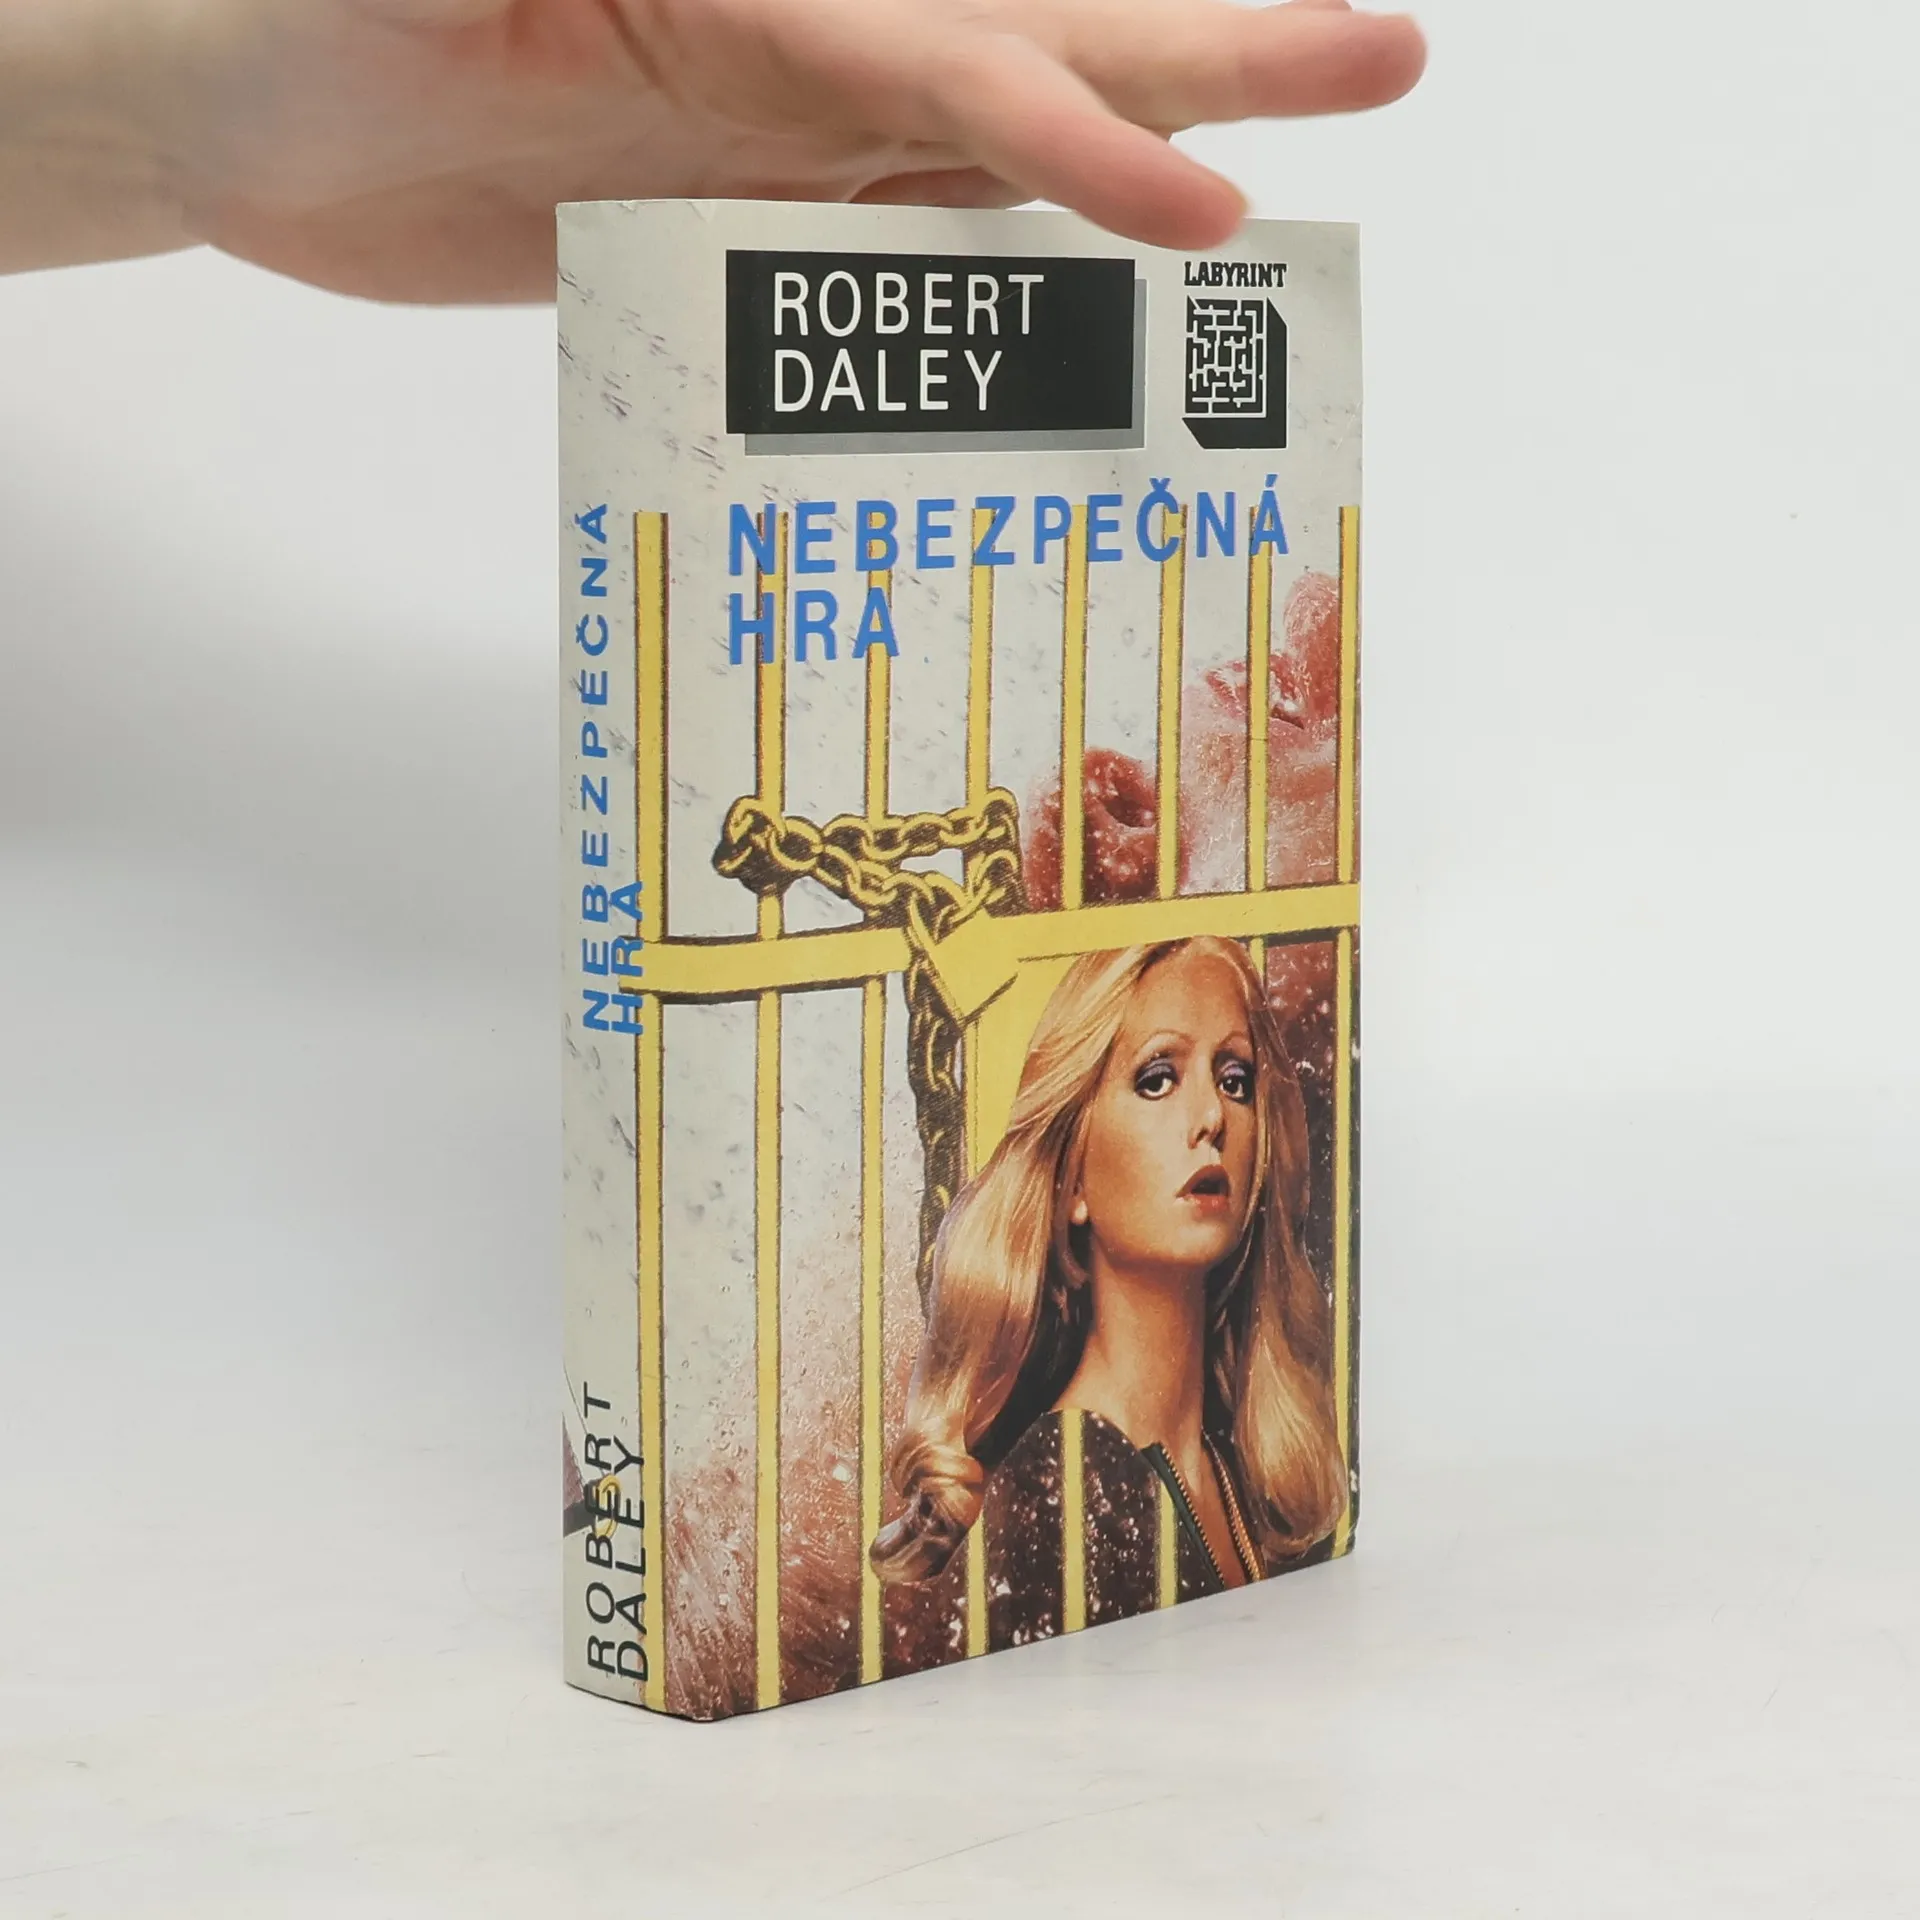 ROBERT
DALEY
LABYRINT
NEBEZPEČNÁ
HRA
NEBEZPEČNÁ
HRA
ROBERT
DALEY